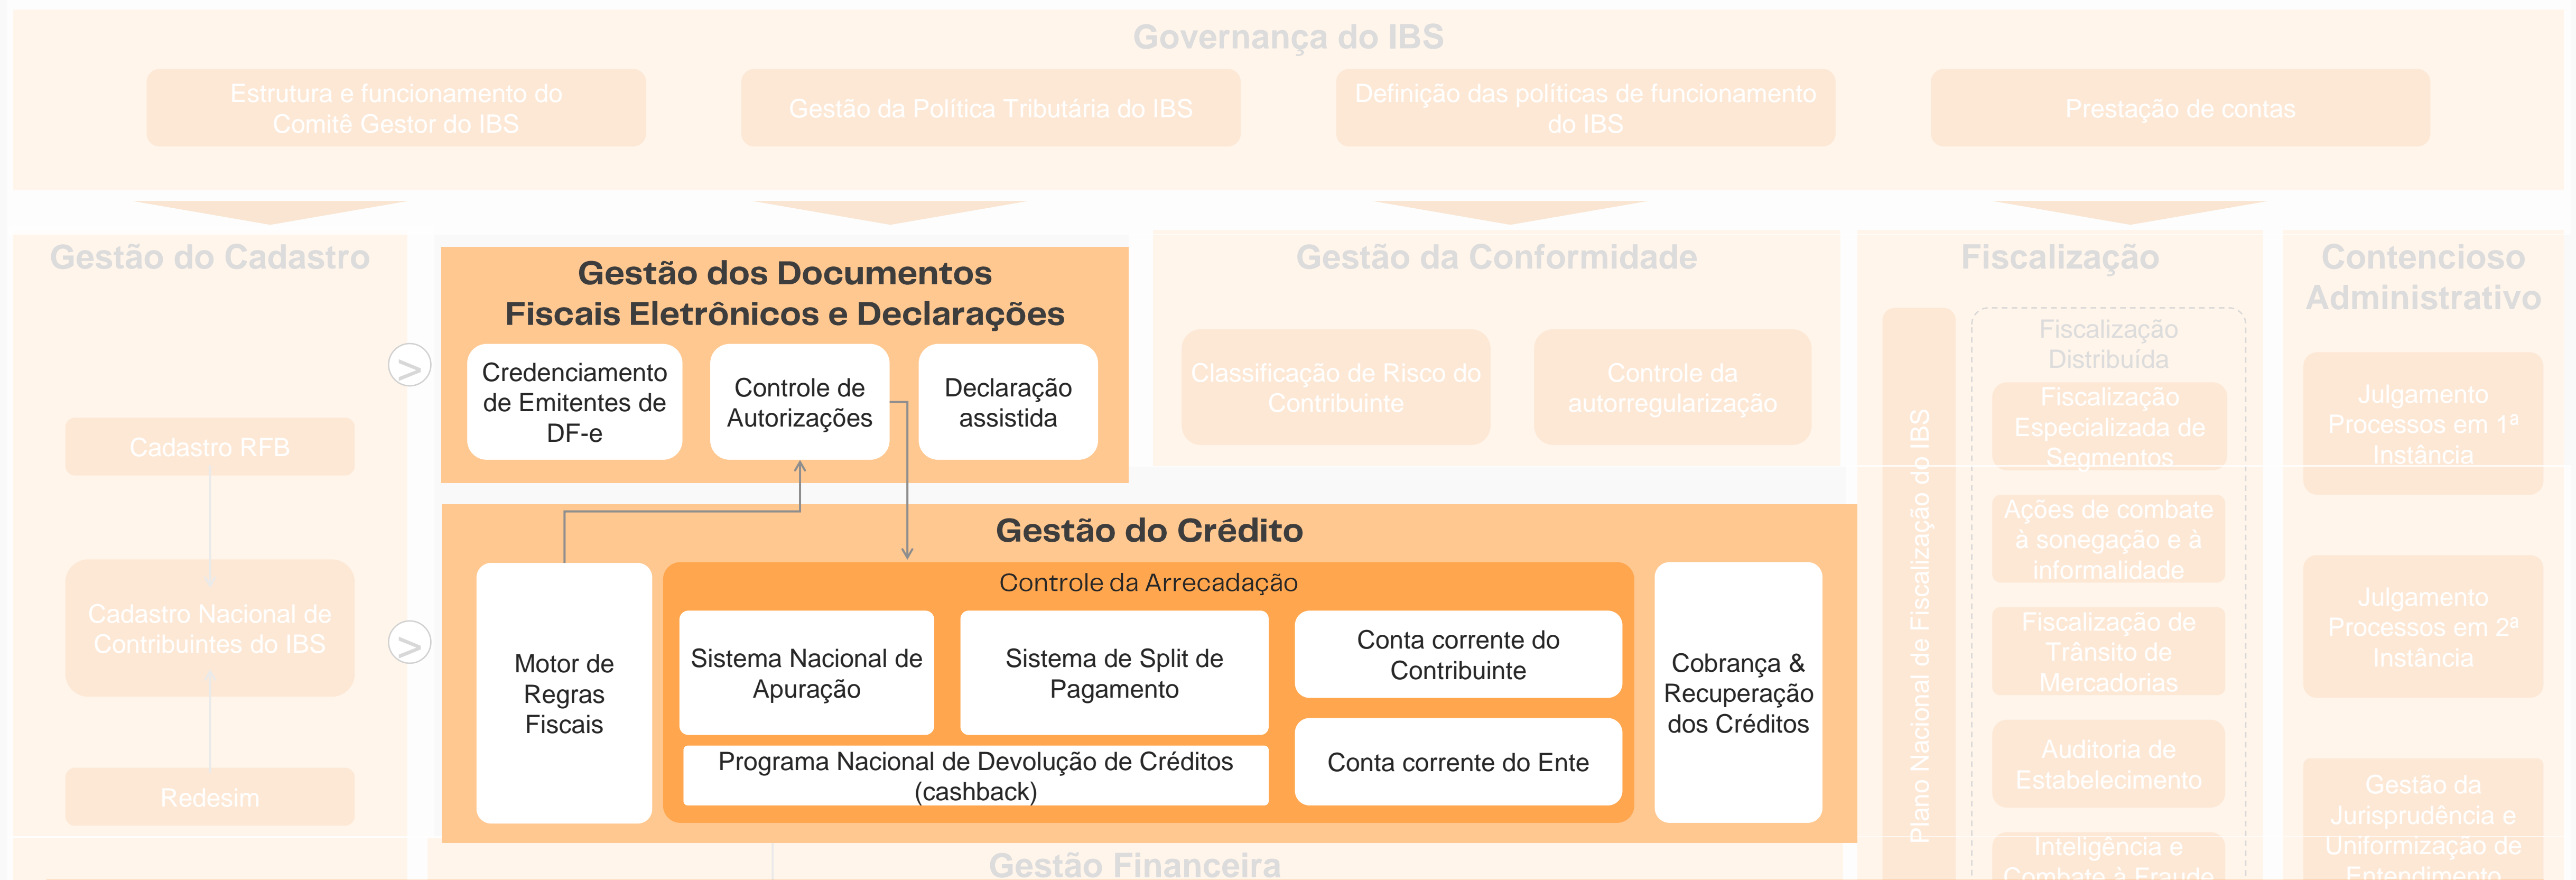 Governança do IBS
Estrutura e funcionamento do
Comitê Gestor do IBS
Gestão da Política Tributária do IBS
Definição das políticas de funcionamento
do IBS
Prestação de contas
Gestão do Cadastro
Cadastro RFB
Cadastro Nacional de
Contribuintes do IBS
Redesim
>
>
Gestão dos Documentos
Fiscais Eletrônicos e Declarações
Credenciamento
de Emitentes de
DF-e
Controle de
Autorizações
Declaração
assistida
Gestão da Conformidade
Classificação de Risco do
Contribuinte
Controle da
autorregularização
Gestão do Crédito
Motor de
Regras
Fiscais
Controle da Arrecadação
Sistema Nacional de
Apuração
Sistema de Split de
Pagamento
Conta corrente do
Contribuinte
Programa Nacional de Devolução de Créditos
(cashback)
Conta corrente do Ente
Cobrança &
Recuperação
dos Créditos
Gestão Financeira
Fiscalização
Plano Nacional de Fiscalização do IBS
Fiscalização
Distribuída
Fiscalização
Especializada de
Segmentos
Ações de combate
à sonegação e à
informalidade
Fiscalização de
Trânsito de
Mercadorias
Auditoria de
Estabelecimento
Inteligência e
Combate à Fraude
Contencioso
Administrativo
Julgamento
Processos em 1ª
Instância
Julgamento
Processos em 2ª
Instância
Gestão da
Jurisprudência e
Uniformização de
Entendimento